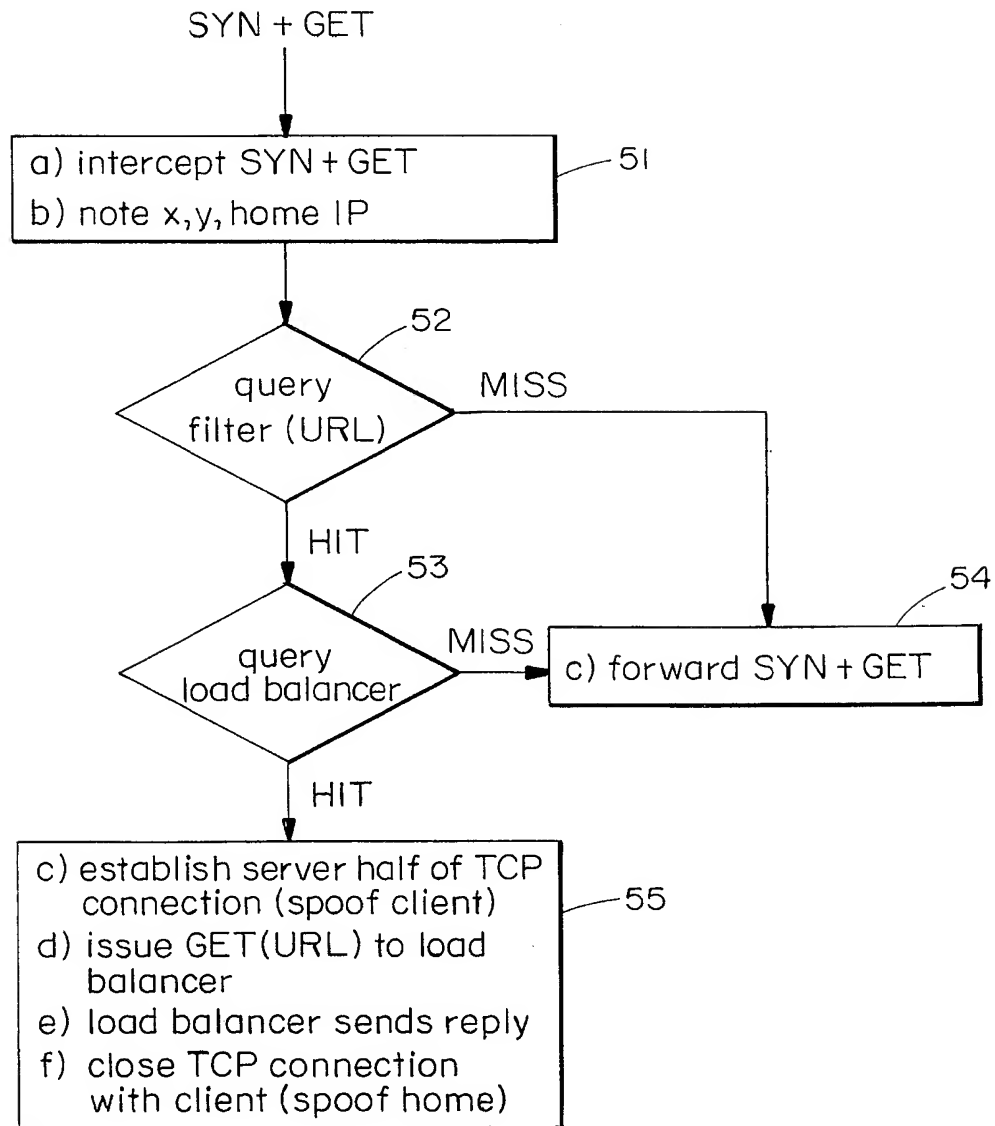 SYN + GET
a) intercept SYN + GET
b) note x,y, home IP
51
52
query
filter (URL)
MISS
HIT
53
54
query
load balancer
MISS
c) forward SYN + GET
HIT
c) establish server half of TCP
connection (spoof client)
d) issue GET(URL) to load
balancer
e) load balancer sends reply
f) close TCP connection
with client (spoof home)
55